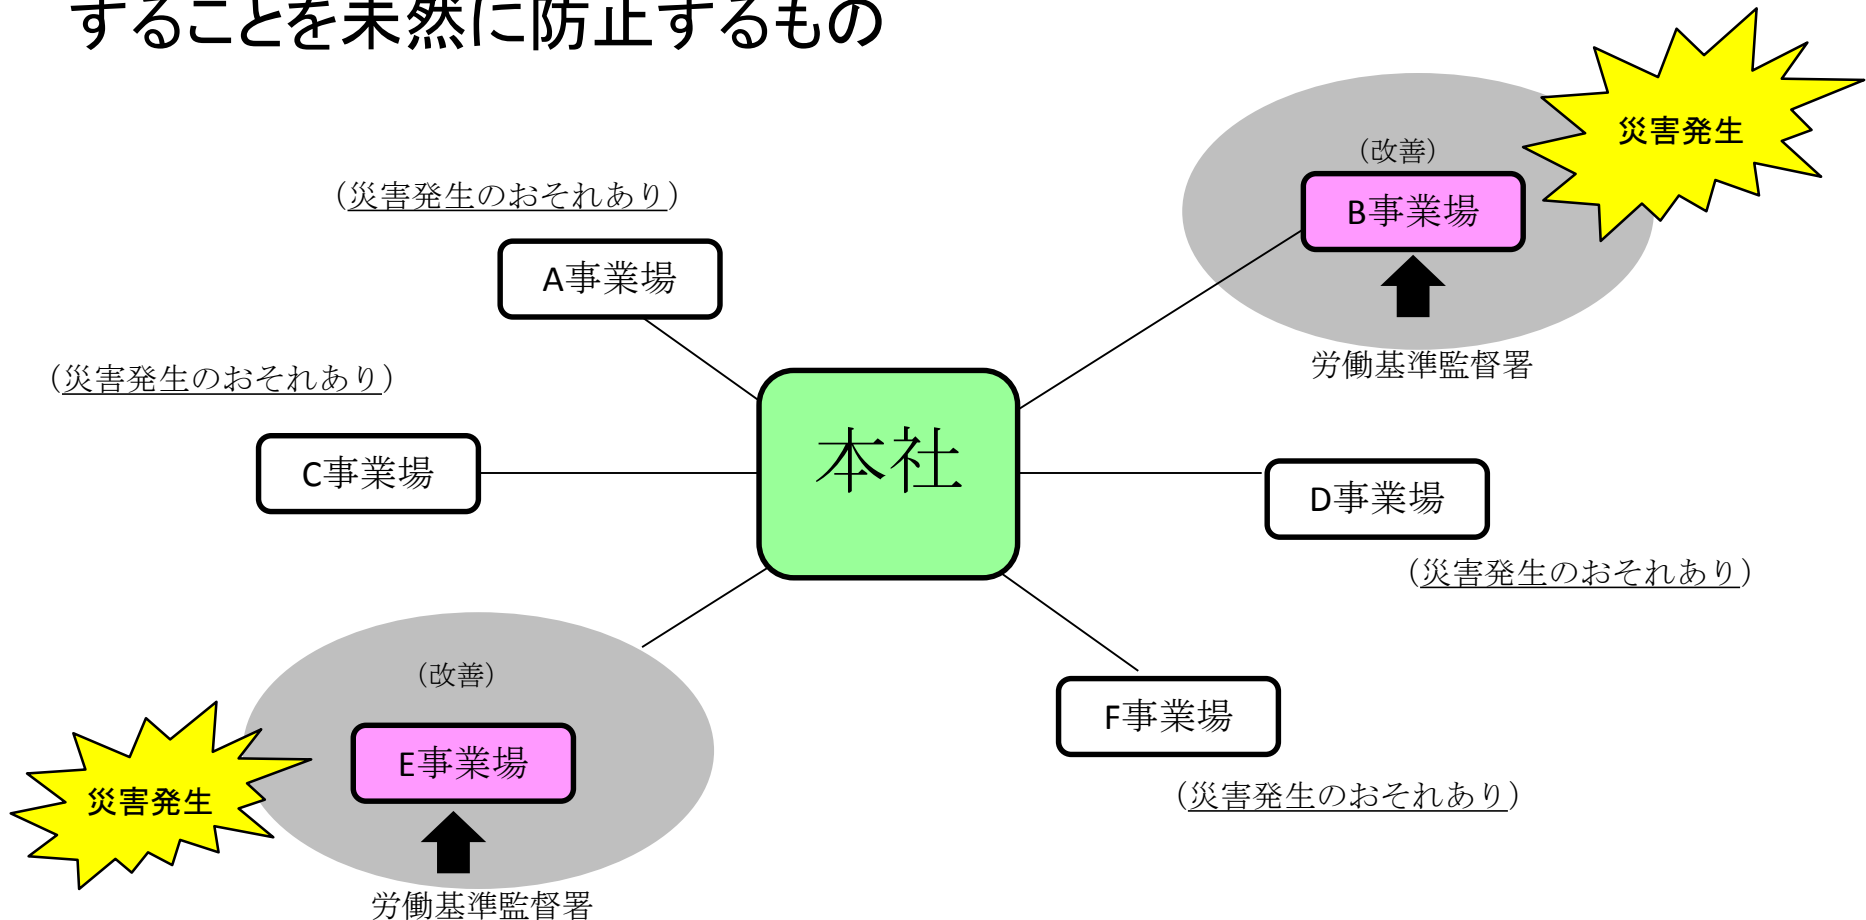 することを未然に防止するもの
災害発生
（改善）
B事業場
（災害発生のおそれあり）
A事業場
労働基準監督署
（災害発生のおそれあり）
本社
C事業場
D事業場
（災害発生のおそれあり）
（改善）
F事業場
E事業場
災害発生
（災害発生のおそれあり）
労働基準監督署